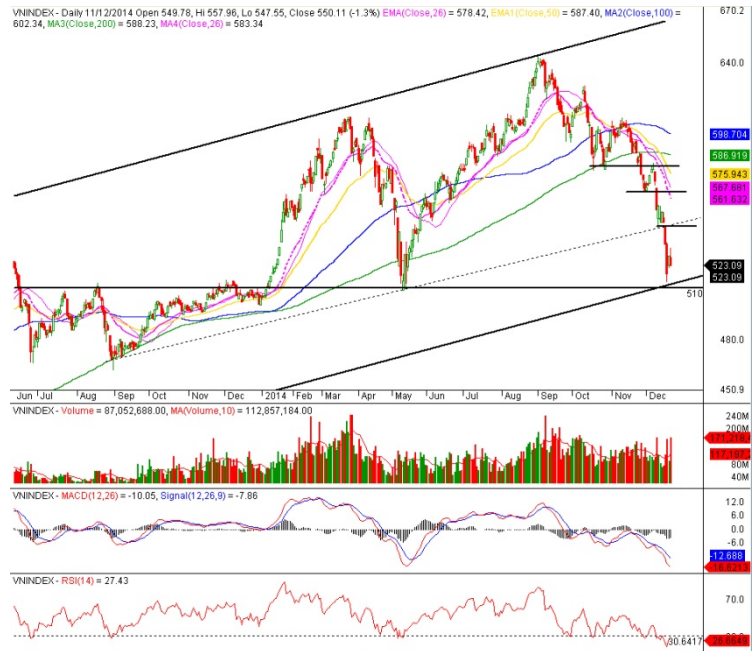 VNINDEX - Daily 11/12/2014 Open 549.78, Hi 557.96, Lo 547.55, Close 550.11 (-1.3%) EMA(Close,26) = 578.42, EMA1(Close,50) = 587.40, MA2(Close,100) =
602.34, MA3(Close,200) = 588.23, MA4(Close,26) = 583.34
670.2
640.0
598.704
586.919
575.943
567.681
561.632
523.09
523.09
510
480.0
450.9
Jun Jul Aug Sep Oct Nov Dec 2014 Feb Mar Apr May Jun Jul Aug Sep Oct Nov Dec
VNINDEX - Volume = 87,052,688.00, MA(Volume,10) = 112,857,184.00
240M
200M
80M
40M
VNINDEX - MACD(12,26) = -10.05, Signal(12,26,9) = -7.86
12.0
6.0
0.0
-6.0
-12.688
VNINDEX - RSI(14) = 27.43
70.0
30.6417